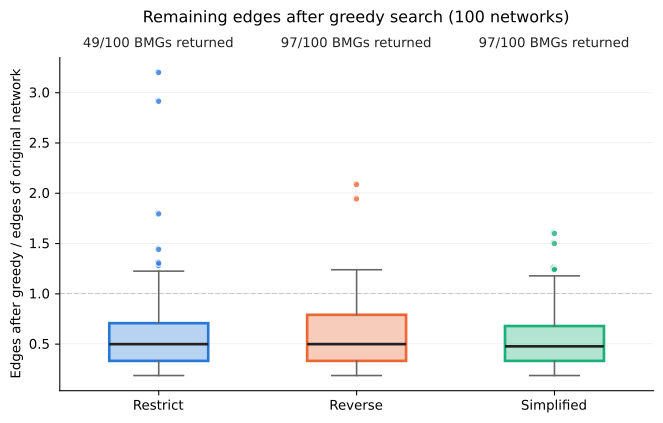 Remaining edges after greedy search (100 networks)
49/100 BMGs returned
97/100 BMGs returned
97/100 BMGs returned
Edges after greedy / edges of original network
3.0
2.5
2.0
1.5
1.0
0.5
Restrict
Reverse
Simplified